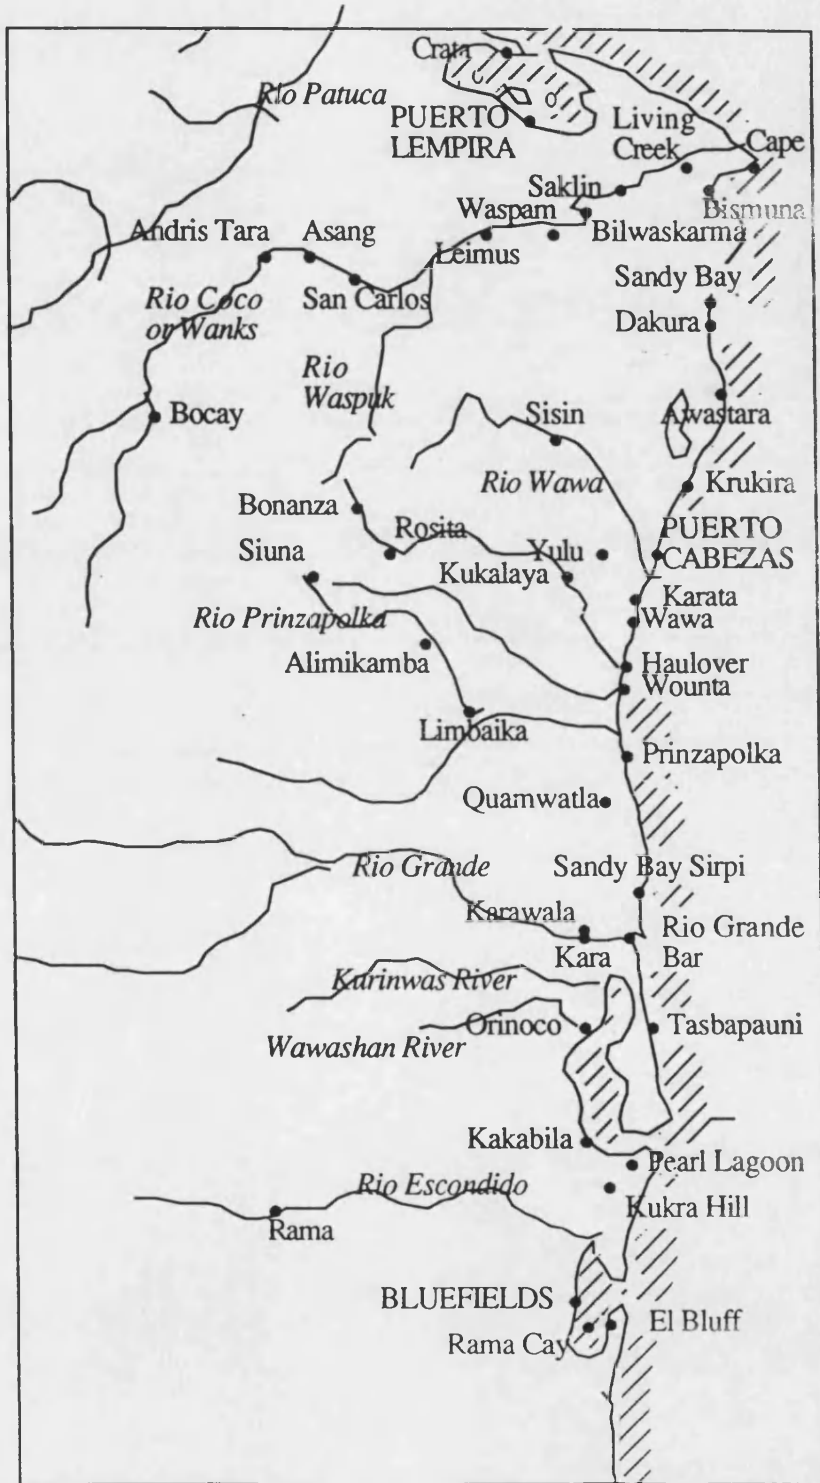 Crata
Rio Patuca
PUERTO
LEMPIRA
Living
Creek
Cape
Saklin
Bismuna
Waspam
Bilwaskarma
Leimus
Andris Tara
Asang
San Carlos
Sandy Bay
Dakura
Rio Coco
or Wanks
Rio
Waspuk
Bocay
Sisin
Awastara
Rio Wawa
Krukira
Bonanza
Rosita
Yulu
PUERTO
CABEZAS
Siuna
Kukalaya
Karata
Wawa
Rio Prinzapolka
Alimikamba
Haulover
Wounta
Limbaika
Prinzapolka
Quamwatla
Rio Grande
Sandy Bay Sirpi
Karawala
Kara
Rio Grande
Bar
Kurinwas River
Orinoco
Tasbapauni
Wawashan River
Kakabila
Pearl Lagoon
Rio Escondido
Kukra Hill
Rama
BLUEFIELDS
El Bluff
Rama Cay